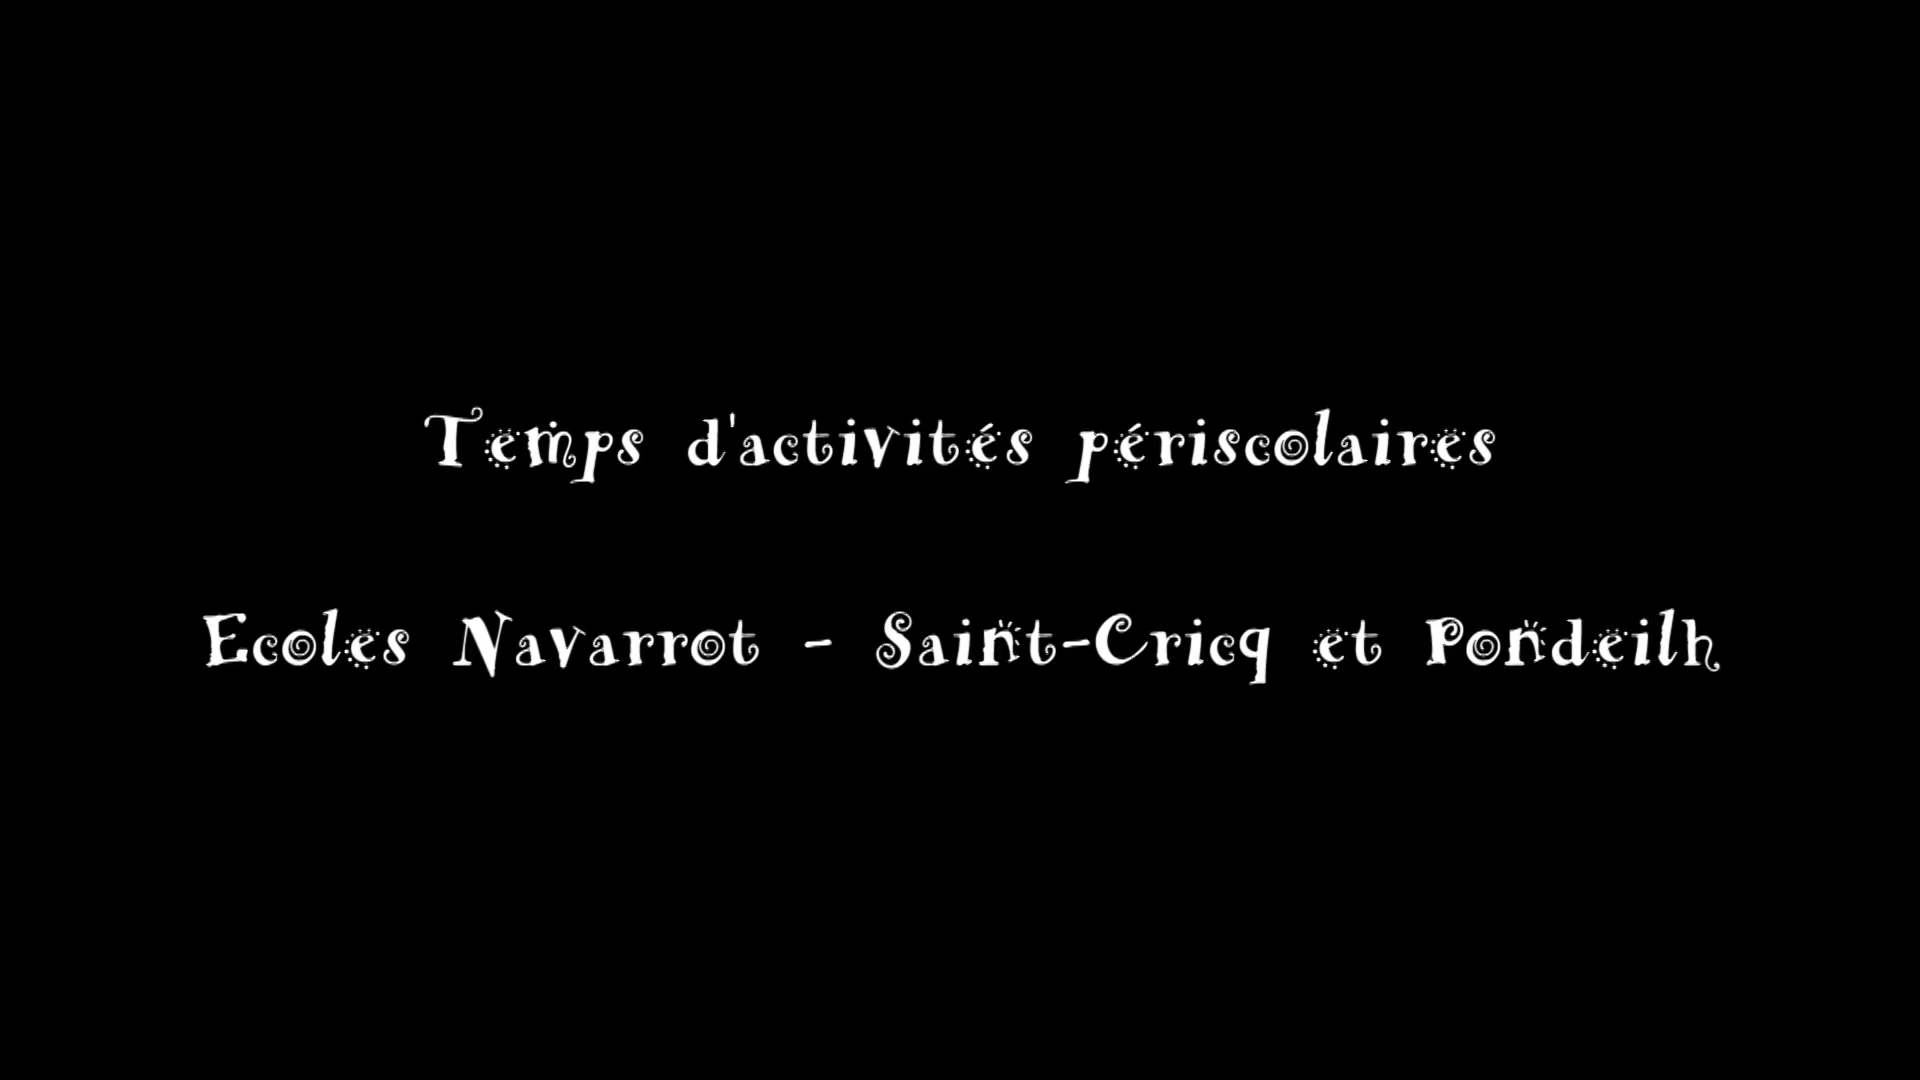 Temps d'activités périscolaires
Ecoles Navarrot - Saint-Cricq et Pondeilh